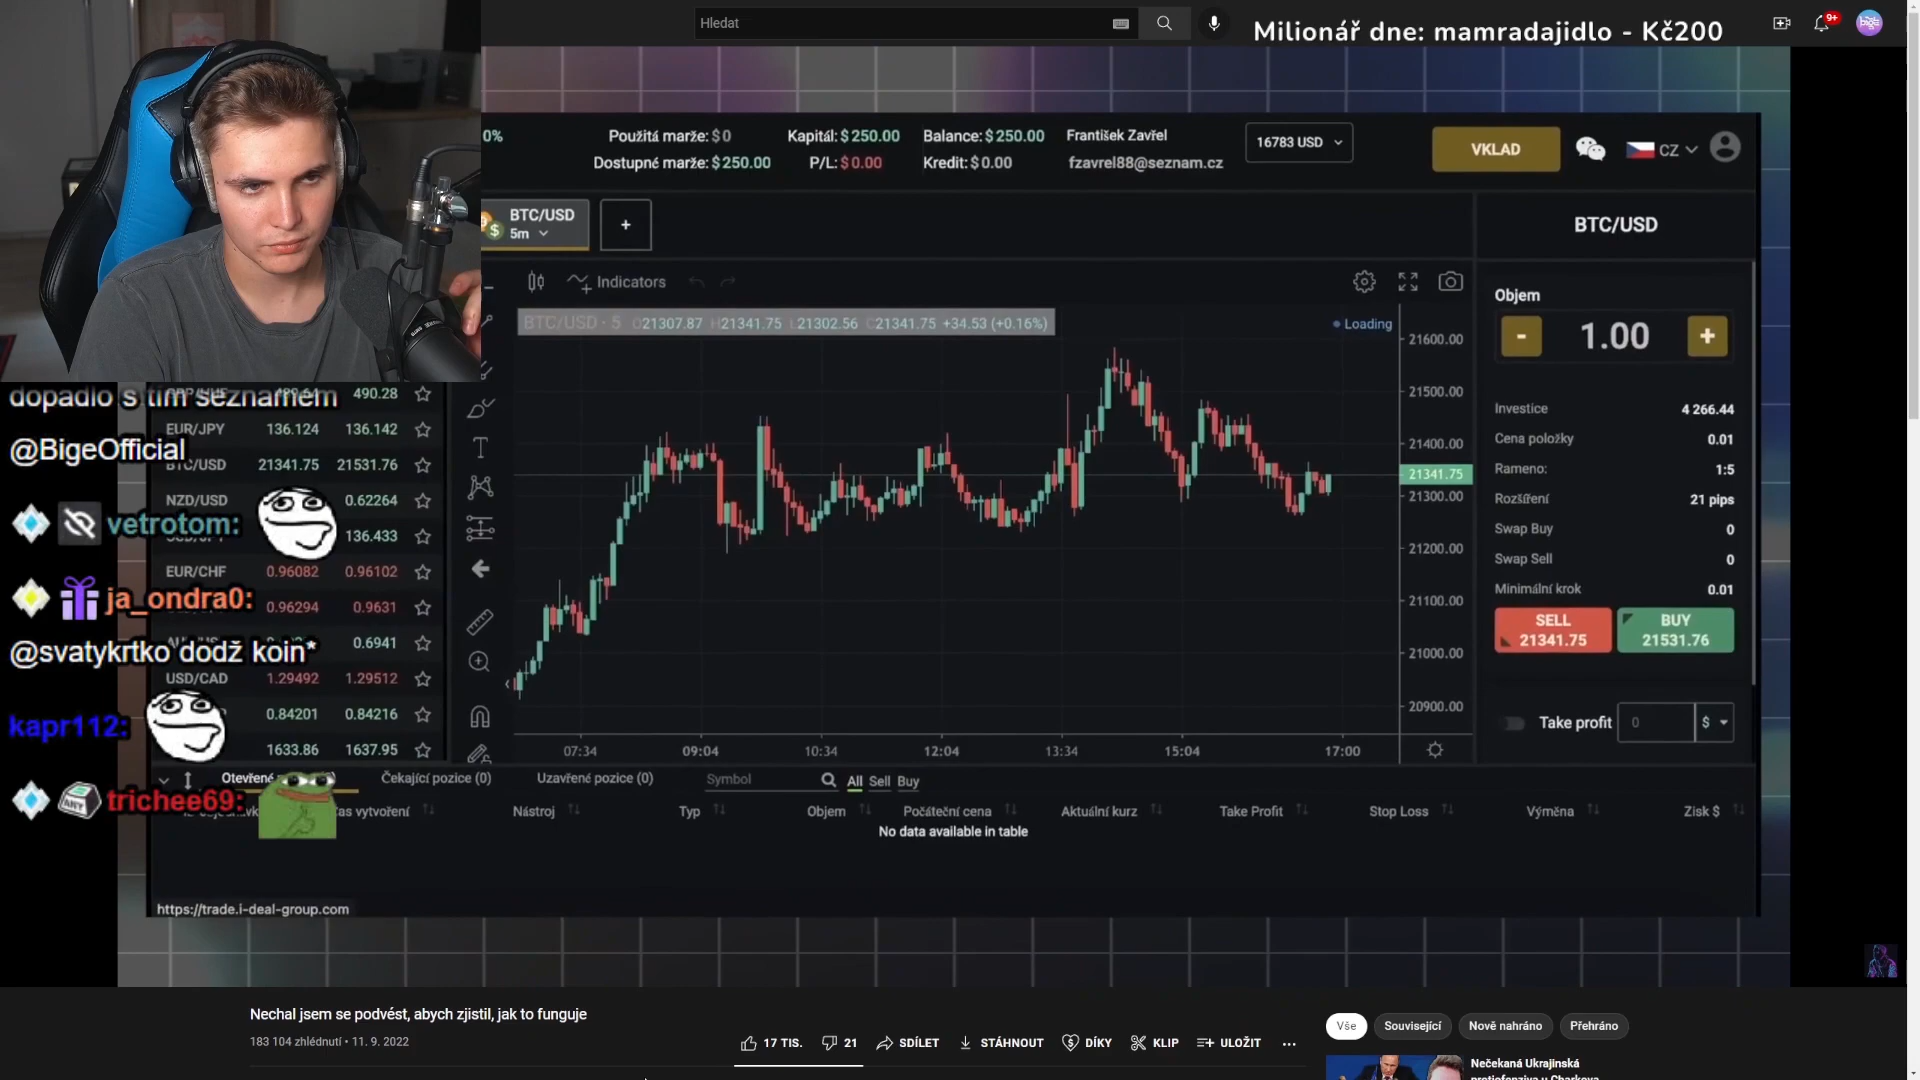 Hledat
Milionář dne: mamradajidlo - Kč200
9+
0%
Použitá marže: $ 0
Kapitál: $ 250.00
Balance: $ 250.00
František Zavřel
16783 USD
VKLAD
CZ
Dostupné marže: $ 250.00
P/L: $ 0.00
Kredit: $ 0.00
fzavrel88@seznam.cz
BTC/USD
5m
+
BTC/USD
Indicators
Objem
- 1.00 +
BTC/USD · 5 O21307.87 H21341.75 L21302.56 C21341.75 +34.53 (+0.16%)
Loading
21600.00
21500.00
21400.00
21341.75
21300.00
21200.00
21100.00
21000.00
20900.00
07:34 09:04 10:34 12:04 13:34 15:04 17:00
Investice 4 266.44
Cena položky 0.01
Rameno: 1:5
Rozšíření 21 pips
Swap Buy 0
Swap Sell 0
Minimální krok 0.01
SELL 21341.75
BUY 21531.76
Take profit 0 $
490.28
EUR/JPY 136.124 136.142
BTC/USD 21341.75 21531.76
NZD/USD 0.62264
136.433
EUR/CHF 0.96082 0.96102
0.96294 0.9631
0.6941
USD/CAD 1.29492 1.29512
0.84201 0.84216
1633.86 1637.95
dopadlo s tím seznamem
@BigeOfficial
vetrotom:
ja_ondra0:
@svatykrtko dodž koin*
kapr112:
ANY
trichee69:
Čekající pozice (0)
Uzavřené pozice (0)
Symbol
All Sell Buy
Nástroj Typ Objem Počáteční cena Aktuální kurz Take Profit Stop Loss Výměna Zisk $
No data available in table
https://trade.i-deal-group.com
Nechal jsem se podvést, abych zjistil, jak to funguje
183 104 zhlédnutí • 11. 9. 2022
17 TIS. 21 SDÍLET STÁHNOUT DÍKY KLIP ULOŽIT
Vše Související Nově nahráno Přehráno
Nečekaná Ukrajinská
protiofenziva u Charkova